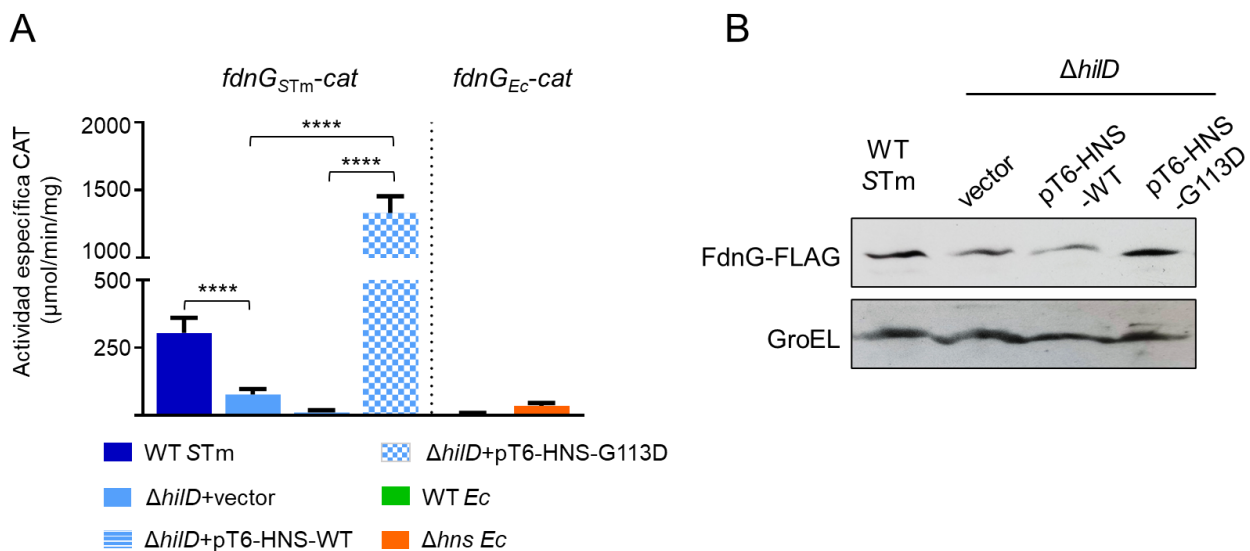 A
fdnG_STm-cat
fdnG_Ec-cat
Actividad específica CAT
(µmol/min/mg)
2000
1500
1000
500
250
****
****
****
WT STm
ΔhilD+vector
ΔhilD+pT6-HNS-WT
ΔhilD+pT6-HNS-G113D
WT Ec
Δhns Ec
B
ΔhilD
WT
STm
vector
pT6-HNS
-WT
pT6-HNS
-G113D
FdnG-FLAG
GroEL